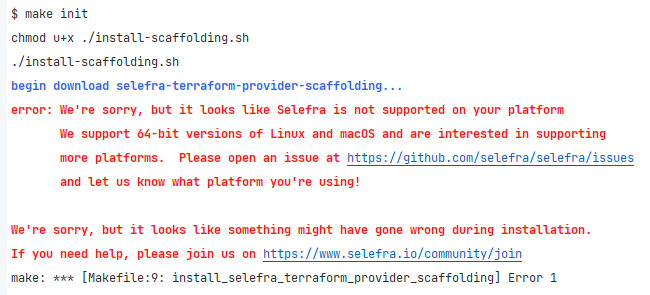 $ make init
chmod u+x ./install-scaffolding.sh
./install-scaffolding.sh
begin download selefra-terraform-provider-scaffolding...
error: We're sorry, but it looks like Selefra is not supported on your platform
We support 64-bit versions of Linux and macOS and are interested in supporting
more platforms.  Please open an issue at https://github.com/selefra/selefra/issues
and let us know what platform you're using!
We're sorry, but it looks like something might have gone wrong during installation.
If you need help, please join us on https://www.selefra.io/community/join
make: *** [Makefile:9: install_selefra_terraform_provider_scaffolding] Error 1